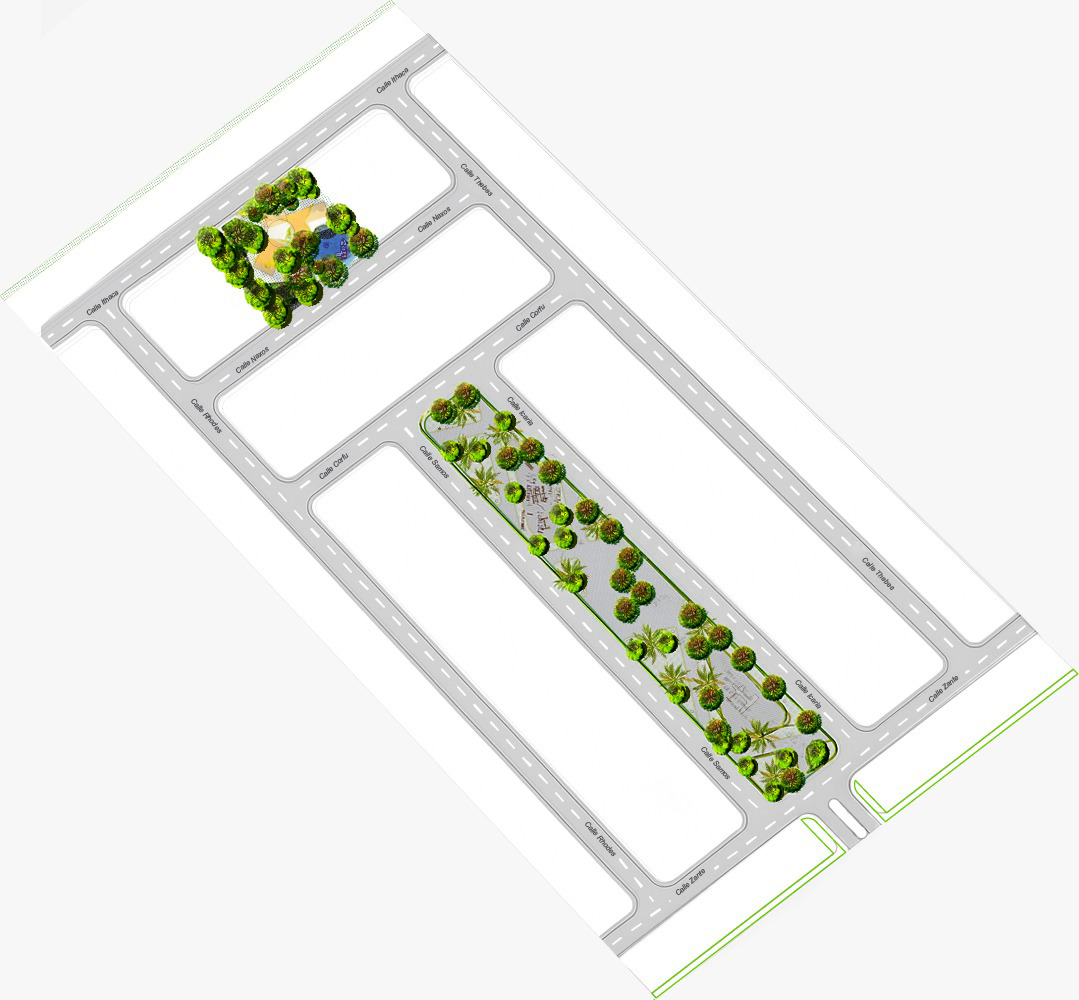 Calle Ithaca
Calle Thebes
Calle Naxos
Calle Ithaca
Calle Corfu
Calle Naxos
Calle Rhodes
Calle Icaria
Calle Corfu
Calle Samos
Calle Thebes
Calle Icaria
Calle Zante
Calle Samos
Calle Rhodes
Calle Zante